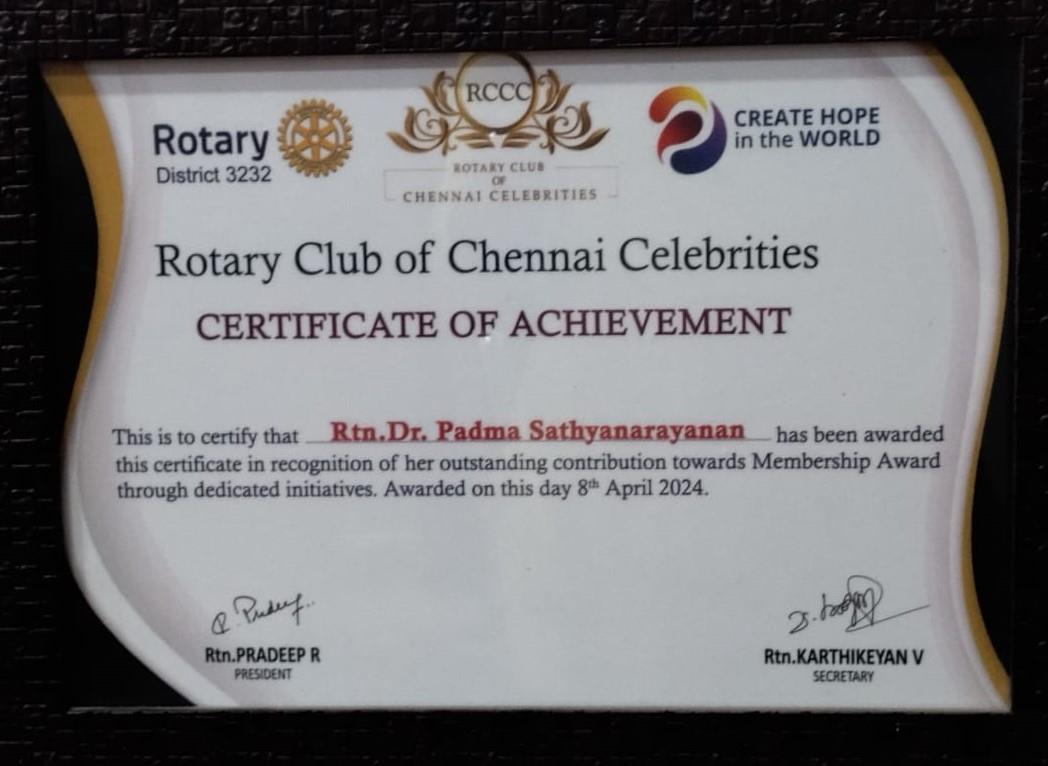 RCCC
Rotary
District 3232
ROTARY CLUB
OF
CHENNAI CELEBRITIES
CREATE HOPE
in the WORLD
Rotary Club of Chennai Celebrities
CERTIFICATE OF ACHIEVEMENT
This is to certify that Rtn.Dr. Padma Sathyanarayanan has been awarded
this certificate in recognition of her outstanding contribution towards Membership Award
through dedicated initiatives. Awarded on this day 8th April 2024.
Rtn.PRADEEP R
PRESIDENT
Rtn.KARTHIKEYAN V
SECRETARY